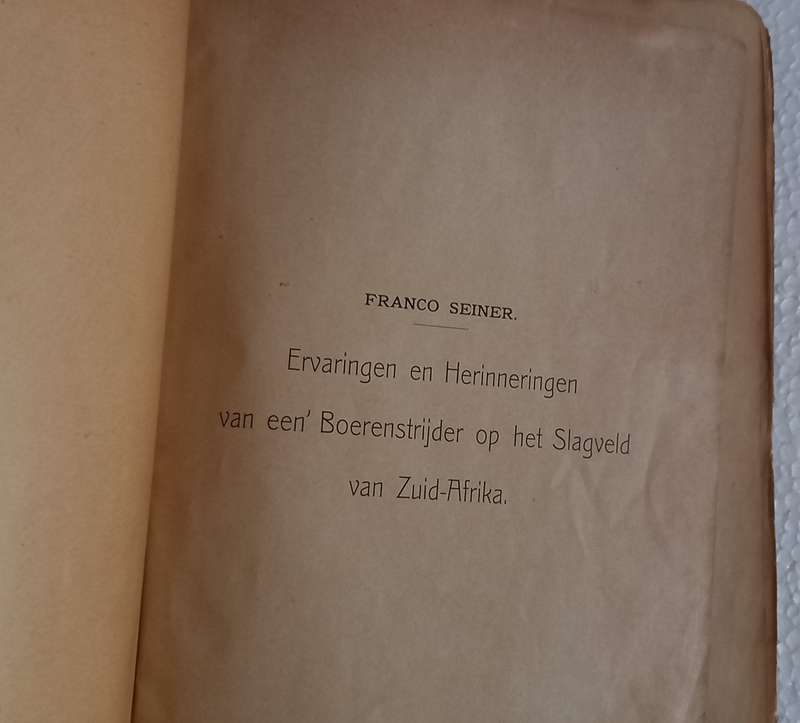 FRANCO SEINER.
Ervaringen en Herinneringen
van een' Boerenstrijder op het Slagveld
van Zuid-Afrika.